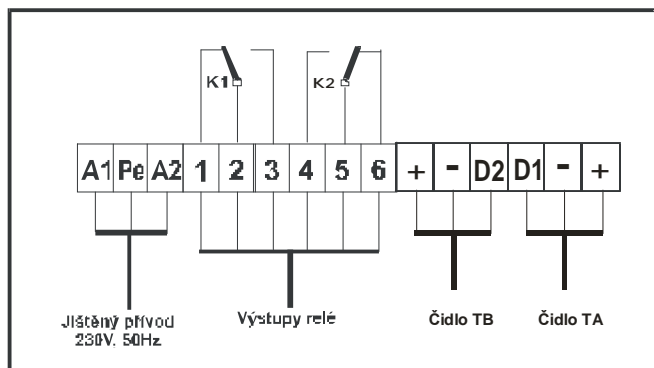 K1 K2
A1 Pe A2 1 2 3 4 5 6 + - D2 D1 - +
Jištěný přívod
230V, 50Hz
Výstupy relé
Čidlo TB
Čidlo TA